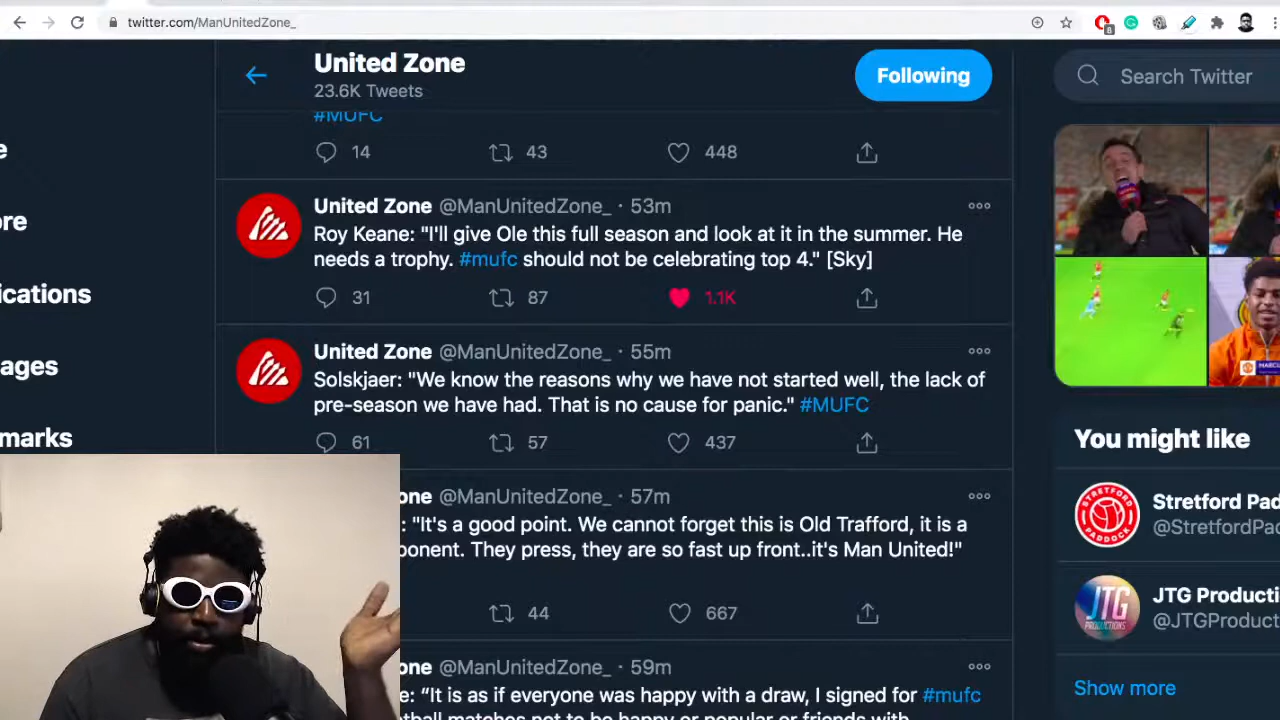 twitter.com/ManUnitedZone_
8
United Zone
23.6K Tweets
Following
Search Twitter
#MUFC
14 43 448
United Zone @ManUnitedZone_ · 53m
Roy Keane: "I'll give Ole this full season and look at it in the summer. He
needs a trophy. #mufc should not be celebrating top 4." [Sky]
31 87 1.1K
United Zone @ManUnitedZone_ · 55m
Solskjaer: "We know the reasons why we have not started well, the lack of
pre-season we have had. That is no cause for panic." #MUFC
61 57 437
one @ManUnitedZone_ · 57m
: "It's a good point. We cannot forget this is Old Trafford, it is a
ponent. They press, they are so fast up front..it's Man United!"
44 667
one @ManUnitedZone_ · 59m
e: “It is as if everyone was happy with a draw, I signed for #mufc
e
ore
ications
ages
marks
You might like
STRETFORD
Stretford Pad
@StretfordPad
JTG
PRODUCTIONS
JTG Producti
@JTGProduct
Show more